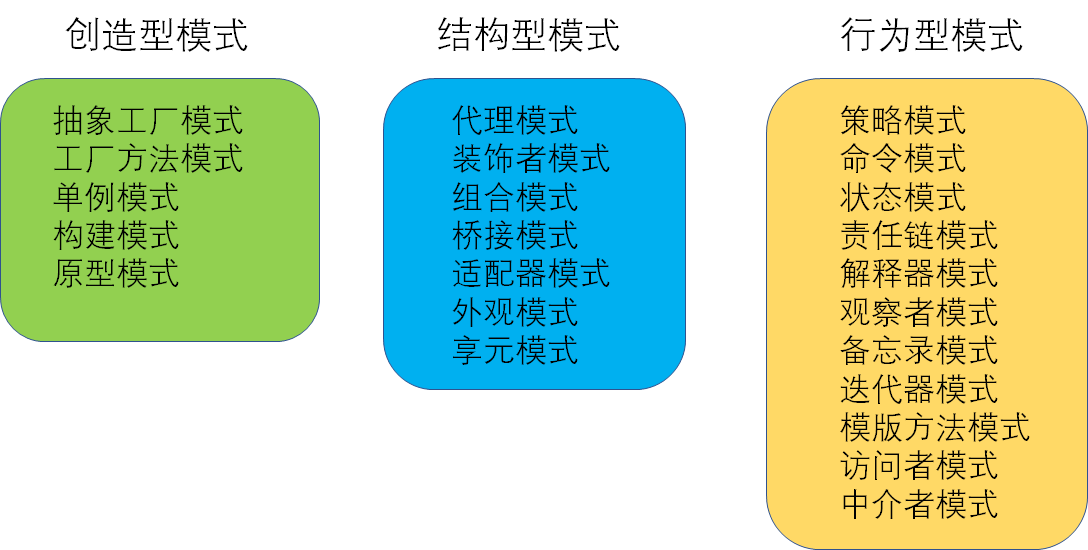 创造型模式
抽象工厂模式
工厂方法模式
单例模式
构建模式
原型模式
结构型模式
代理模式
装饰者模式
组合模式
桥接模式
适配器模式
外观模式
享元模式
行为型模式
策略模式
命令模式
状态模式
责任链模式
解释器模式
观察者模式
备忘录模式
迭代器模式
模版方法模式
访问者模式
中介者模式